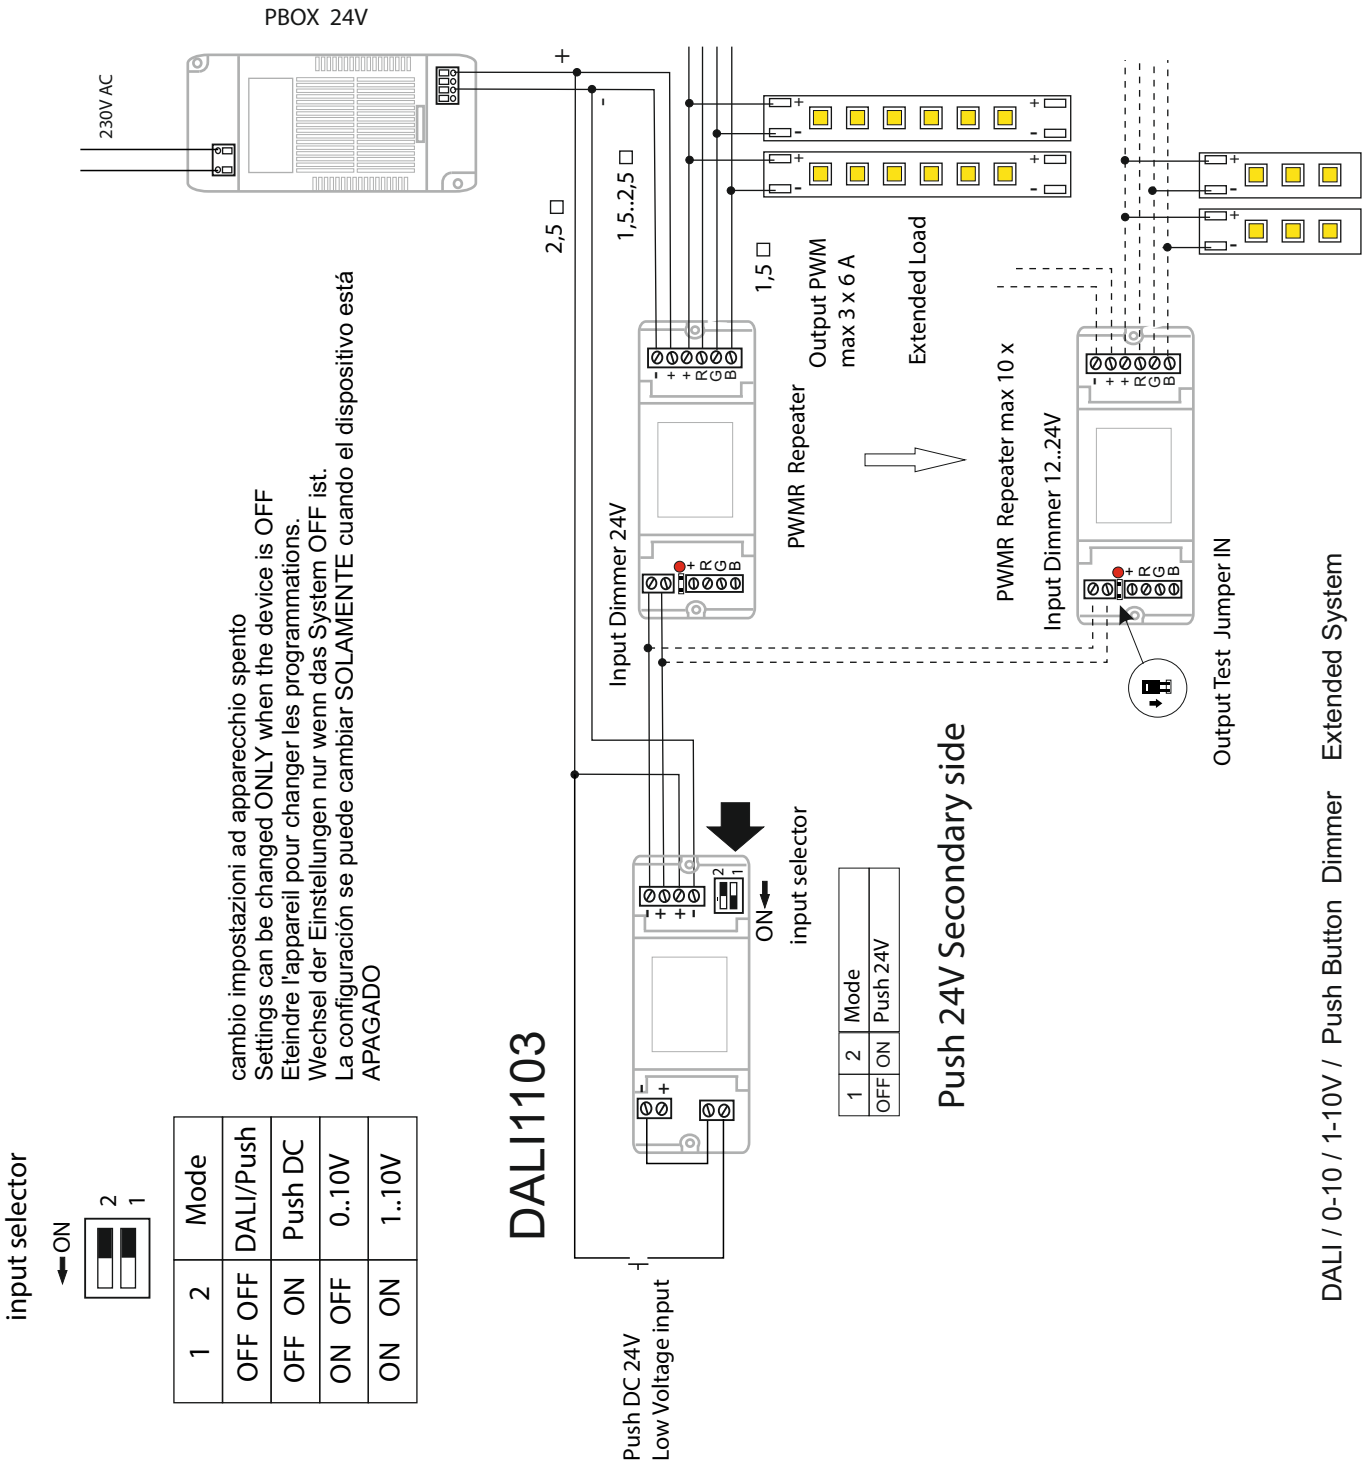 PBOX 24V
230V AC
+
-
2,5 □
1,5..2,5 □
1,5 □
Output PWM
max 3 x 6 A
Extended Load
+ +
- -
+ +
- -
+
-
+
-
input selector
ON
2
1
1 2 Mode
OFF OFF DALI/Push
OFF ON Push DC
ON OFF 0..10V
ON ON 1..10V
cambio impostazioni ad apparecchio spento
Settings can be changed ONLY when the device is OFF
Eteindre l'appareil pour changer les programmations.
Wechsel der Einstellungen nur wenn das System OFF ist.
La configuración se puede cambiar SOLAMENTE cuando el dispositivo está
APAGADO
DALI1103
- +
- + + -
2
1
ON
input selector
Push DC 24V
Low Voltage input
1 2 Mode
OFF ON Push 24V
Push 24V Secondary side
Input Dimmer 24V
+ R G B
- + + R G B
PWMR Repeater
PWMR Repeater max 10 x
Input Dimmer 12..24V
+ R G B
- + + R G B
Output Test Jumper IN
DALI / 0-10 / 1-10V / Push Button Dimmer Extended System